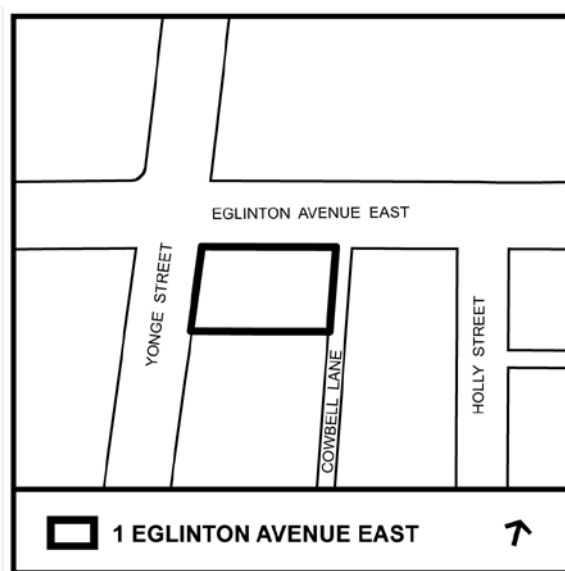 EGLINTON AVENUE EAST
YONGE STREET
COWBELL LANE
HOLLY STREET
1 EGLINTON AVENUE EAST